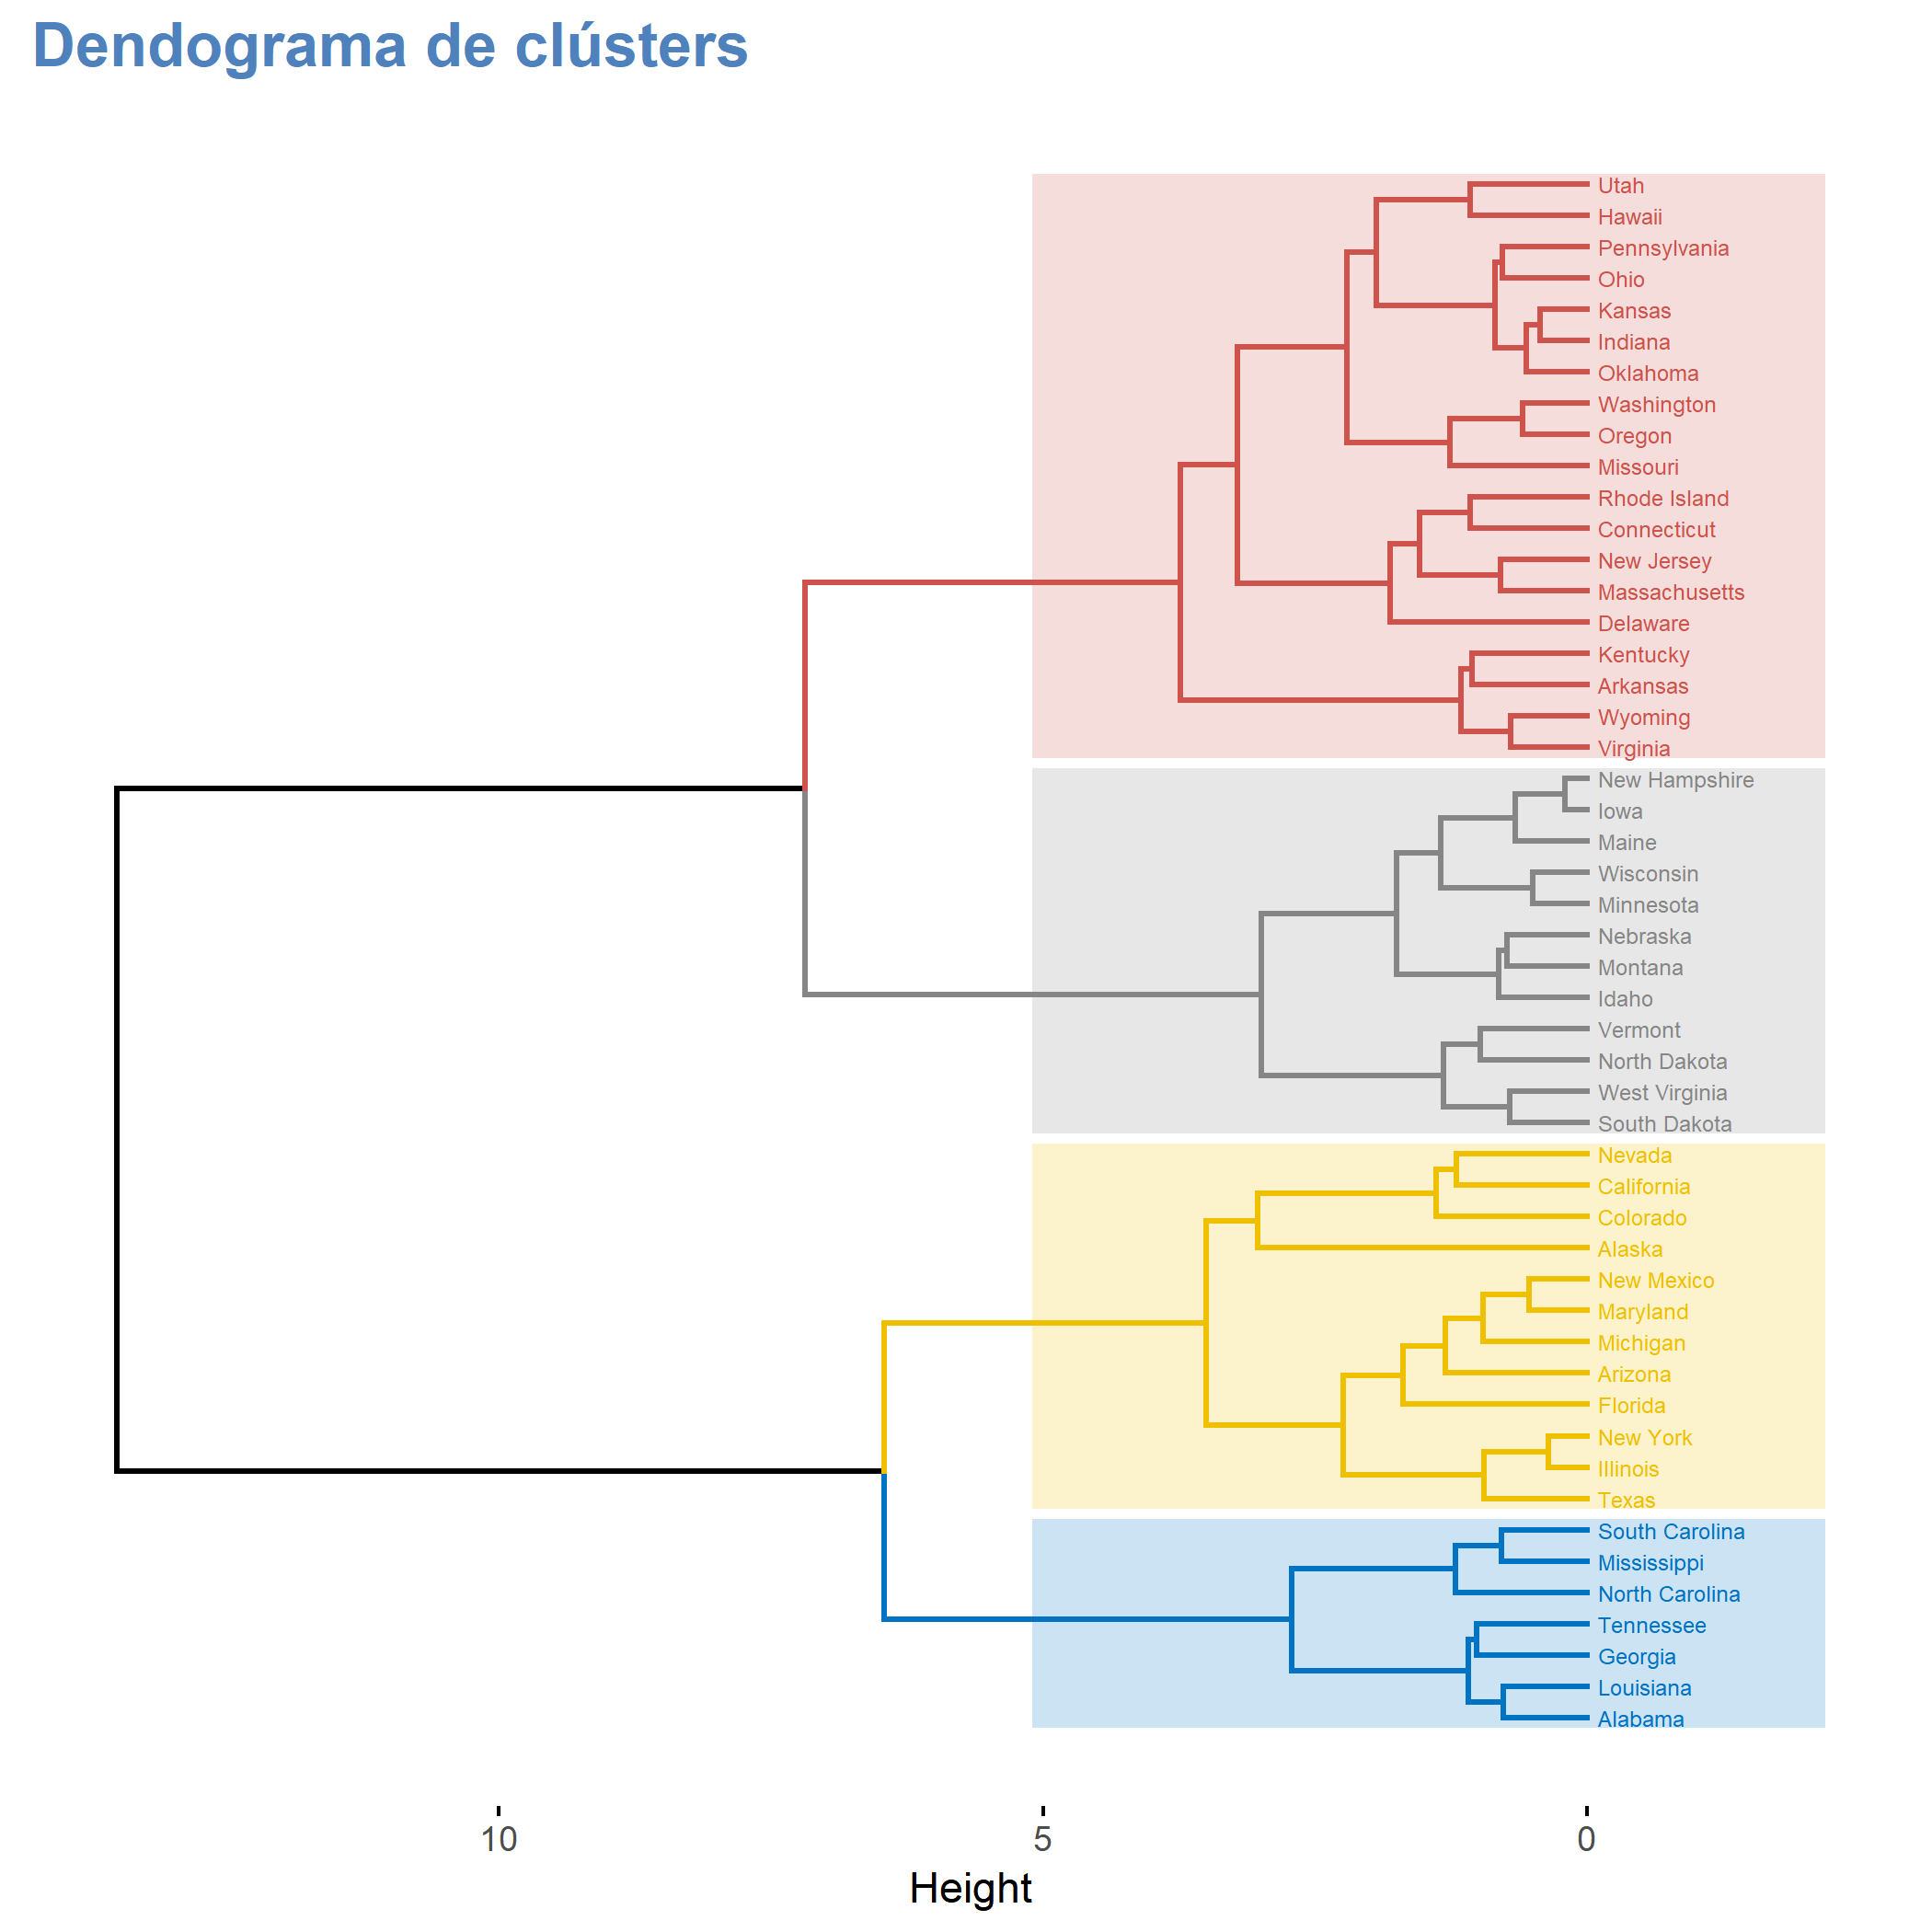 Dendograma de clústers
Utah
Hawaii
Pennsylvania
Ohio
Kansas
Indiana
Oklahoma
Washington
Oregon
Missouri
Rhode Island
Connecticut
New Jersey
Massachusetts
Delaware
Kentucky
Arkansas
Wyoming
Virginia
New Hampshire
Iowa
Maine
Wisconsin
Minnesota
Nebraska
Montana
Idaho
Vermont
North Dakota
West Virginia
South Dakota
Nevada
California
Colorado
Alaska
New Mexico
Maryland
Michigan
Arizona
Florida
New York
Illinois
Texas
South Carolina
Mississippi
North Carolina
Tennessee
Georgia
Louisiana
Alabama
10 5 0
Height